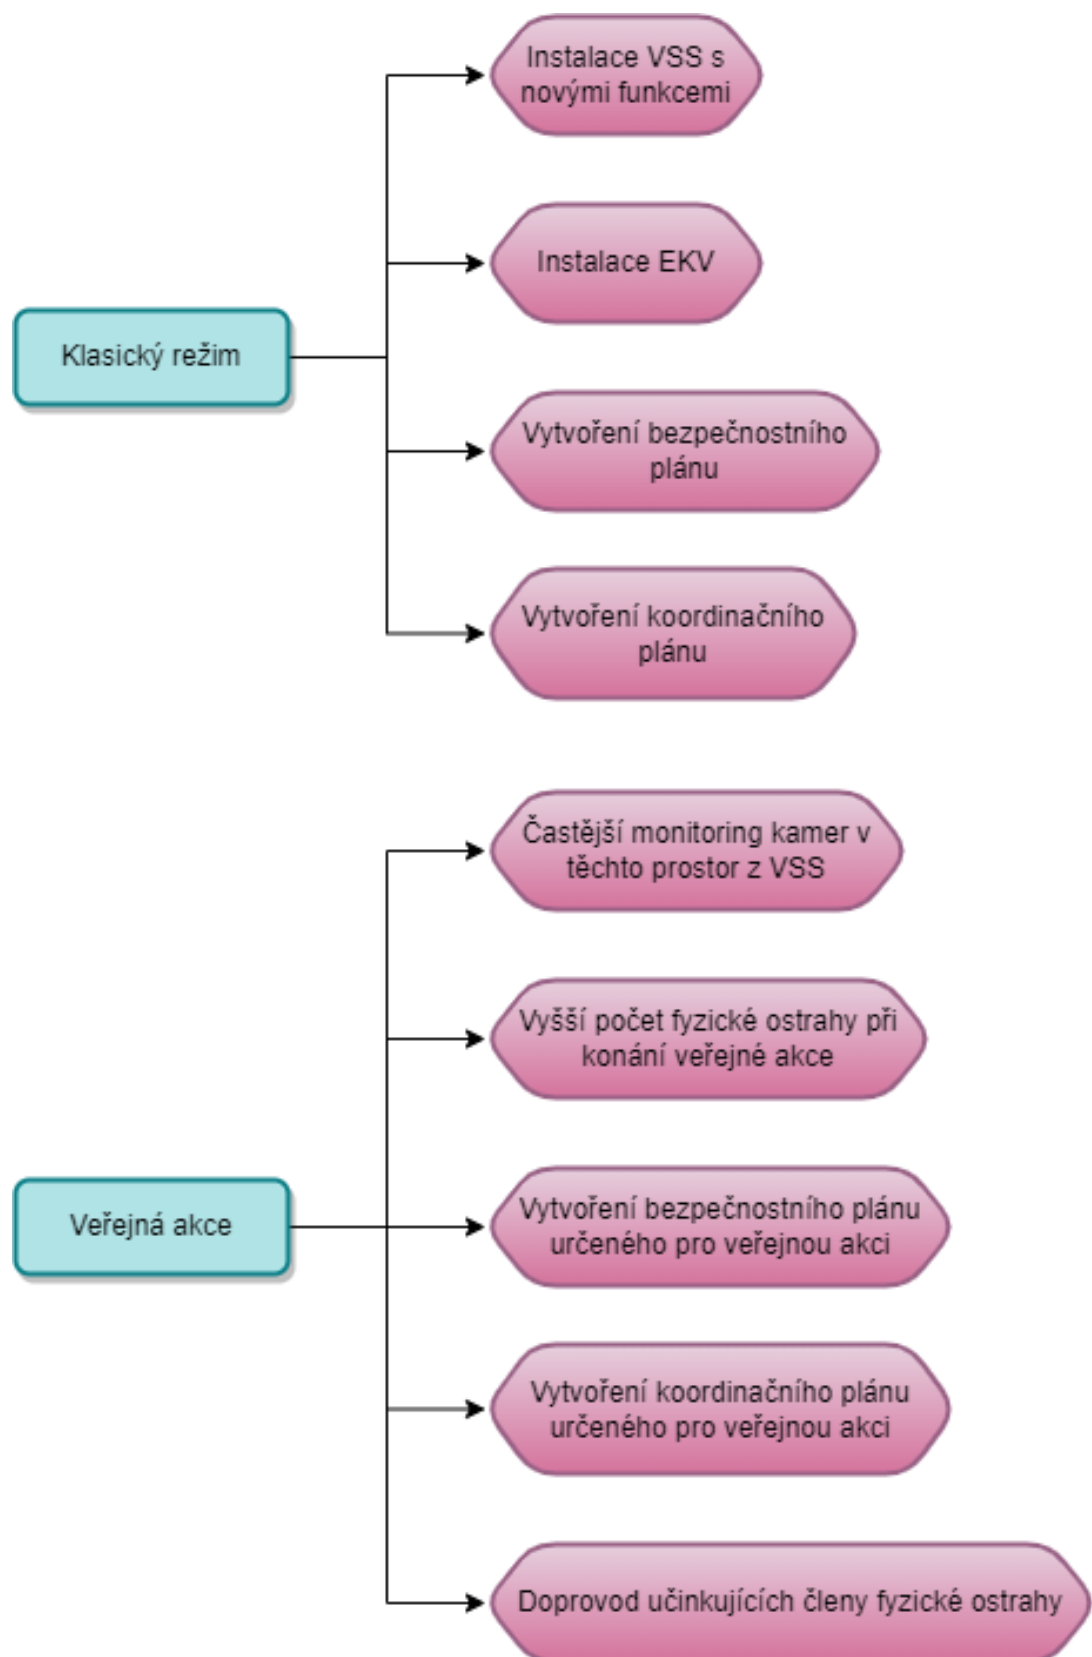 Instalace VSS s
novými funkcemi
Instalace EKV
Klasický režim
Vytvoření bezpečnostního
plánu
Vytvoření koordinačního
plánu
Častější monitoring kamer v
těchto prostor z VSS
Vyšší počet fyzické ostrahy při
konání veřejné akce
Veřejná akce
Vytvoření bezpečnostního plánu
určeného pro veřejnou akci
Vytvoření koordinačního plánu
určeného pro veřejnou akci
Doprovod učinkujících členy fyzické ostrahy